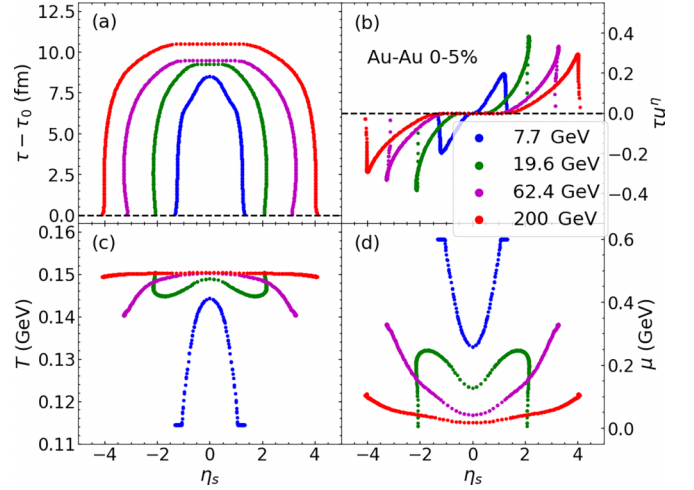 (a)
12.5
10.0
7.5
5.0
2.5
0.0
τ − τ₀ (fm)
(b)
Au-Au 0-5%
0.4
0.2
0.0
−0.2
−0.4
τu^η
7.7 GeV
19.6 GeV
62.4 GeV
200 GeV
(c)
0.17
0.16
0.15
0.14
0.13
0.12
0.11
T (GeV)
−4 −2 0 2 4
ηₛ
(d)
0.6
0.4
0.2
0.0
μ (GeV)
−4 −2 0 2 4
ηₛ